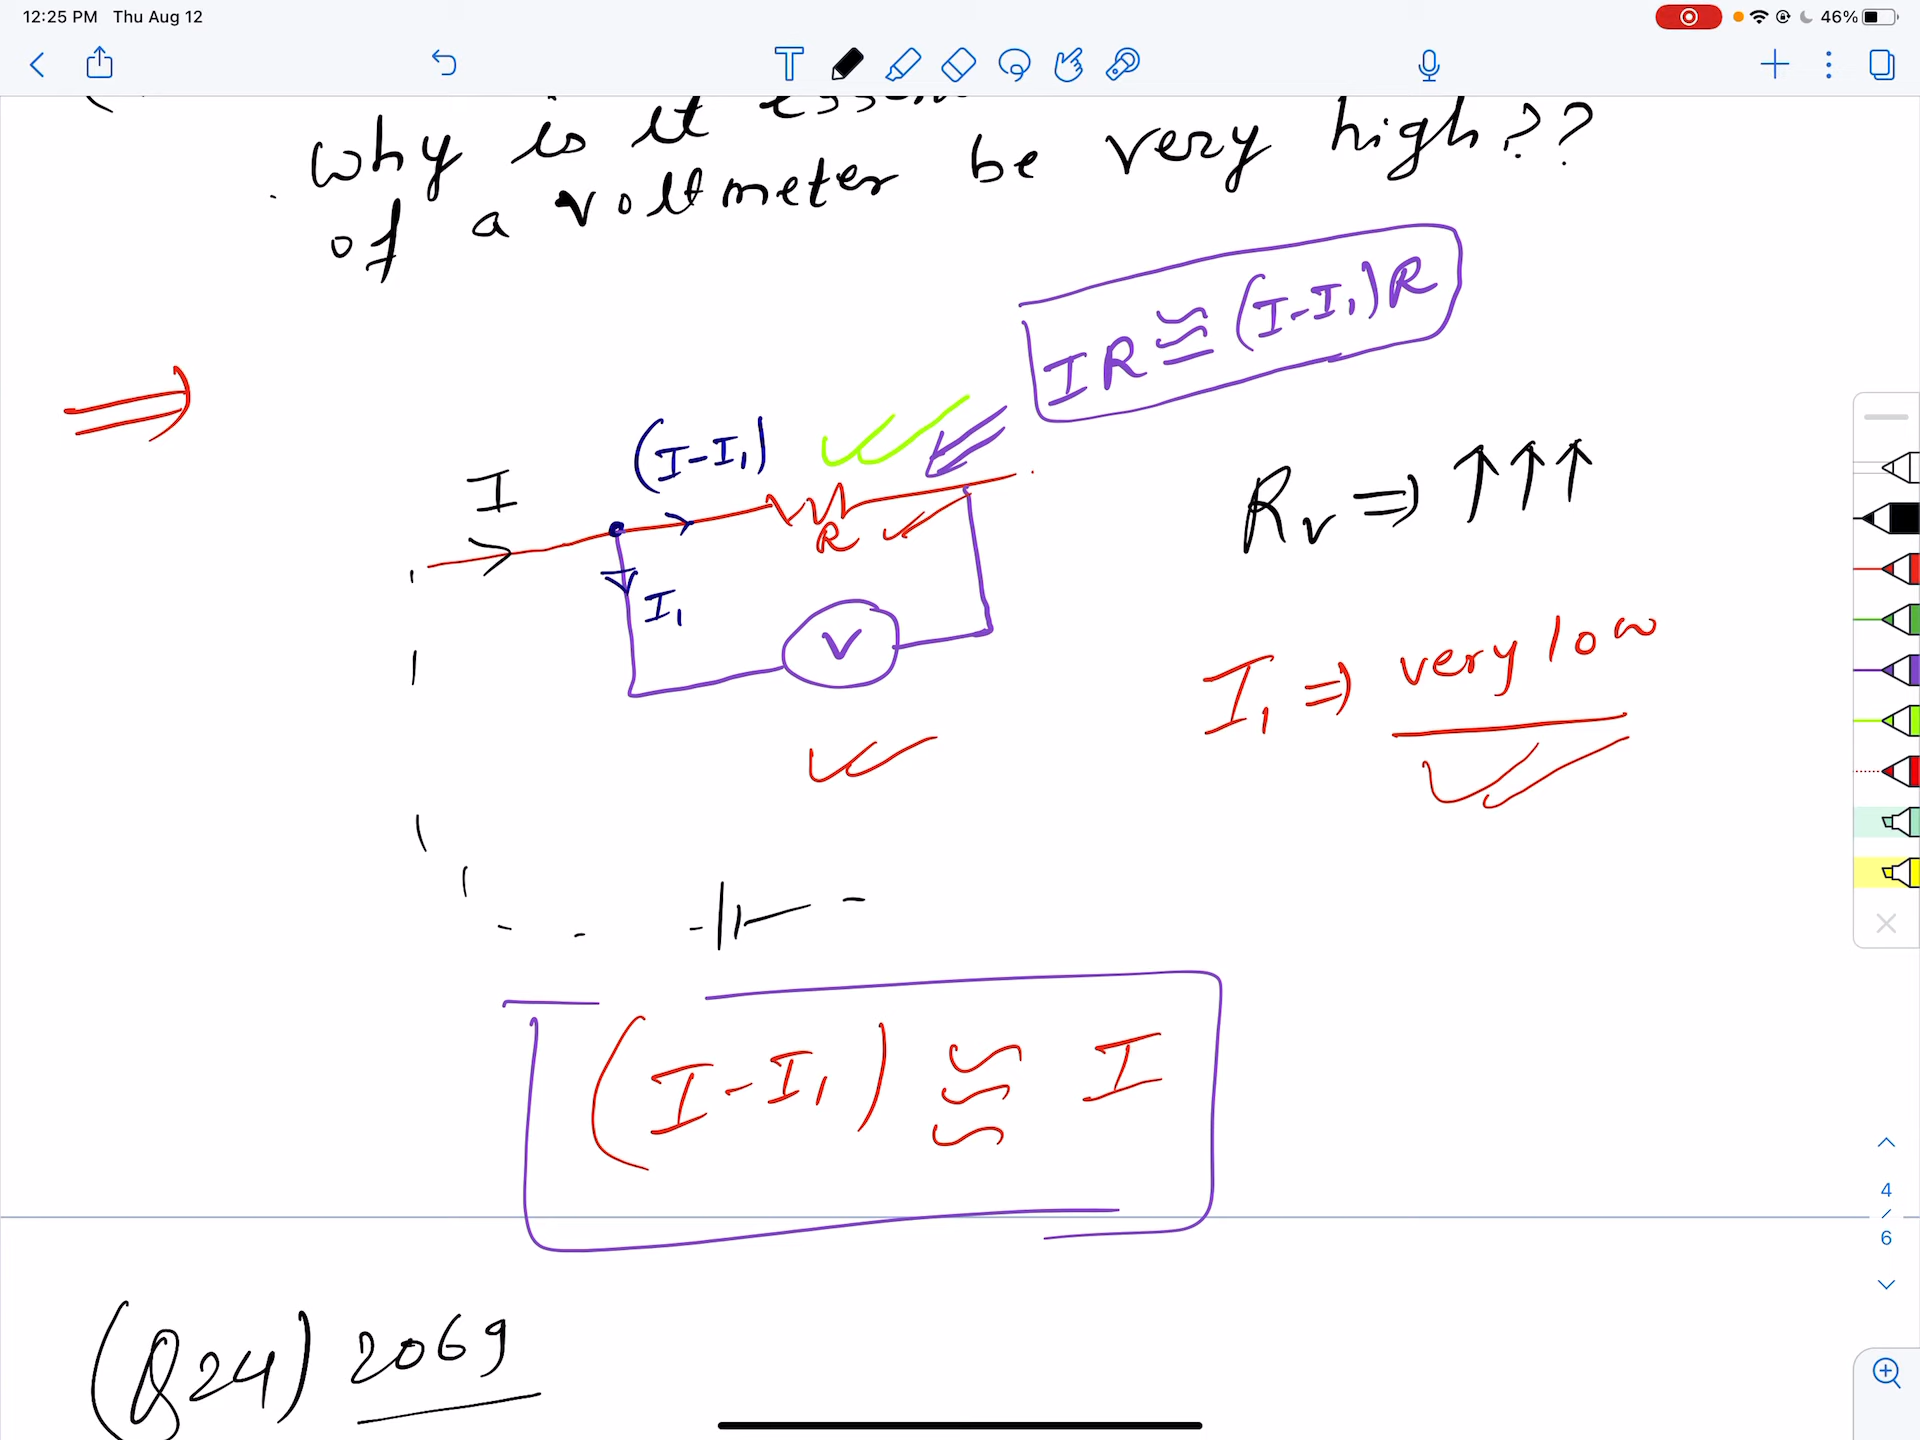 12:25 PM Thu Aug 12
46%
why is it
of a voltmeter be very high??
IR ≅ (I-I₁)R
(I-I₁)
I
R
Rv ⇒ ↑↑↑
I₁
V
I₁ ⇒ very low
(I-I₁) ≈ I
4
/
6
(Q24) 2069